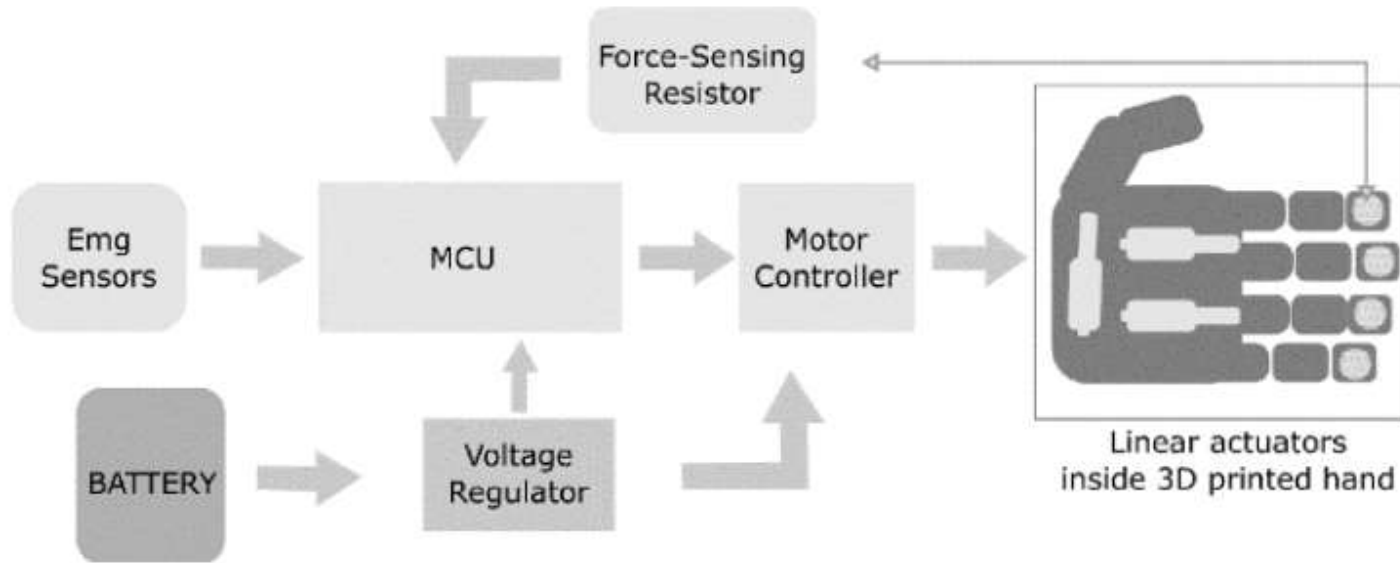 Force-Sensing
Resistor
Emg
Sensors
MCU
Motor
Controller
BATTERY
Voltage
Regulator
Linear actuators
inside 3D printed hand